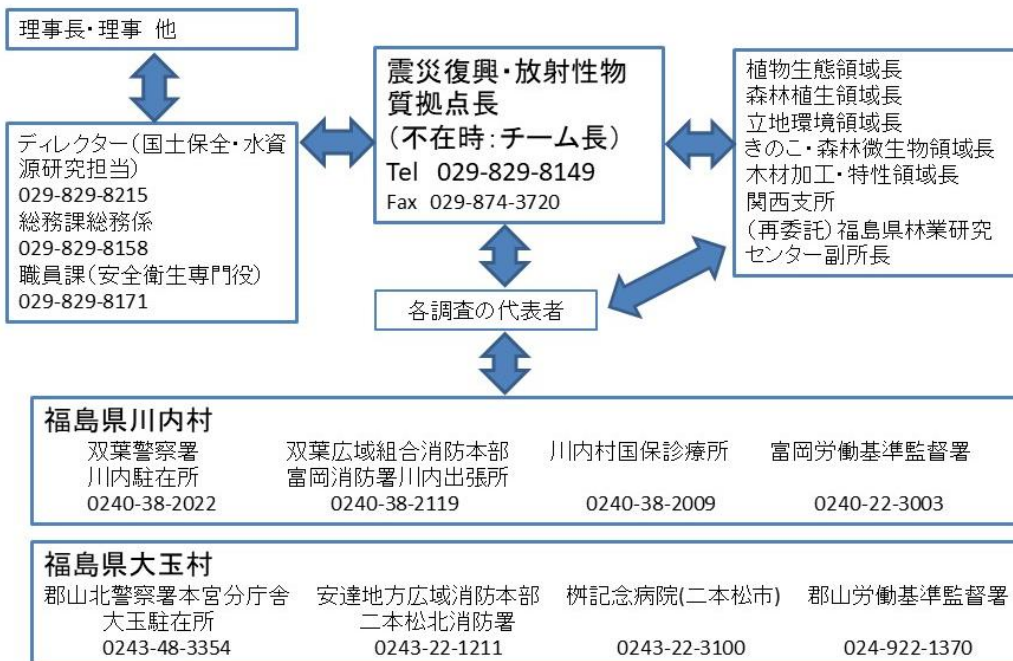 理事長・理事 他
ディレクター(国土保全・水資
源研究担当)
029-829-8215
総務課総務係
029-829-8158
職員課(安全衛生専門役)
029-829-8171
震災復興・放射性物
質拠点長
(不在時:チーム長)
Tel 029-829-8149
Fax 029-874-3720
植物生態領域長
森林植生領域長
立地環境領域長
きのこ・森林微生物領域長
木材加工・特性領域長
関西支所
(再委託)福島県林業研究
センター副所長
各調査の代表者
福島県川内村
双葉警察署 双葉広域組合消防本部 川内村国保診療所 富岡労働基準監督署
川内駐在所 富岡消防署川内出張所
0240-38-2022 0240-38-2119 0240-38-2009 0240-22-3003
福島県大玉村
郡山北警察署本宮分庁舎 安達地方広域消防本部 桝記念病院(二本松市) 郡山労働基準監督署
大玉駐在所 二本松北消防署
0243-48-3354 0243-22-1211 0243-22-3100 024-922-1370